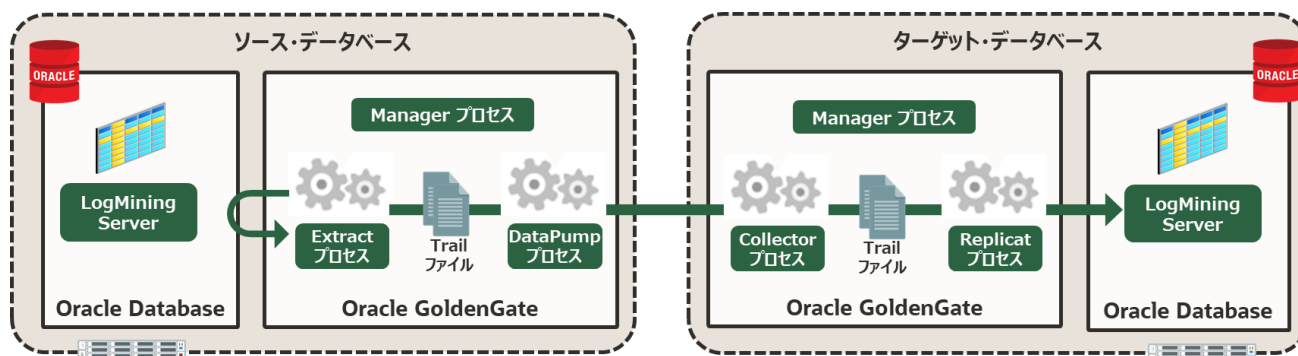 ソース・データベース
ORACLE
LogMining
Server
Oracle Database
Manager プロセス
Extract
プロセス
Trail
ファイル
DataPump
プロセス
Oracle GoldenGate
ターゲット・データベース
Manager プロセス
Collector
プロセス
Trail
ファイル
Replicat
プロセス
Oracle GoldenGate
ORACLE
LogMining
Server
Oracle Database